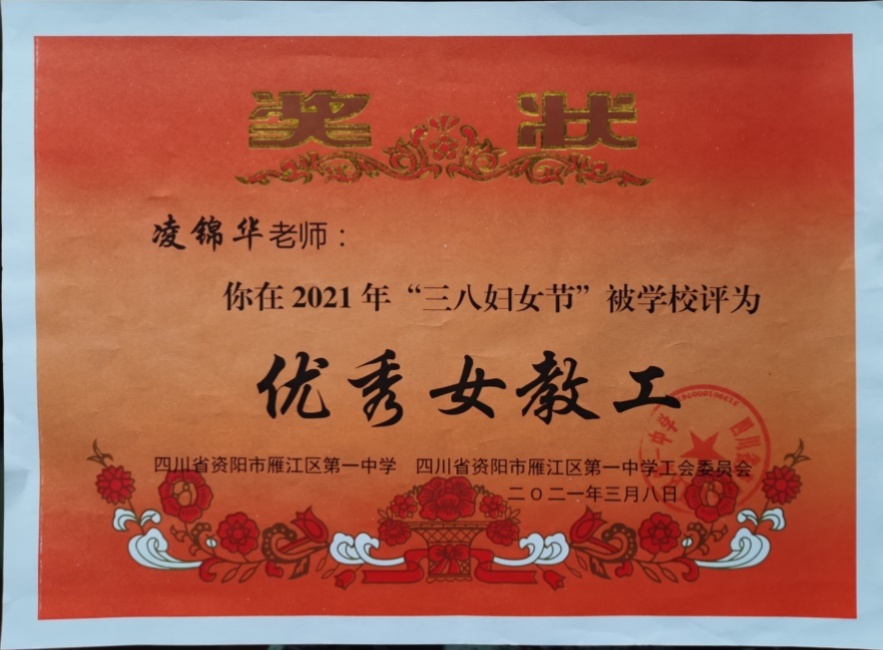 奖状
凌锦华老师：
你在2021年“三八妇女节”被学校评为
优秀女教工
四川省资阳市雁江区第一中学 四川省资阳市雁江区第一中学工会委员会
二〇二一年三月八日